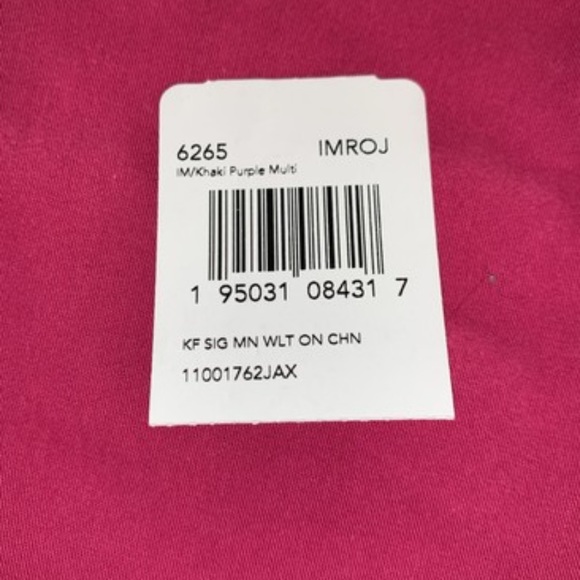 6265 IMROJ
IM/Khaki Purple Multi
1 95031 08431 7
KF SIG MN WLT ON CHN
11001762JAX